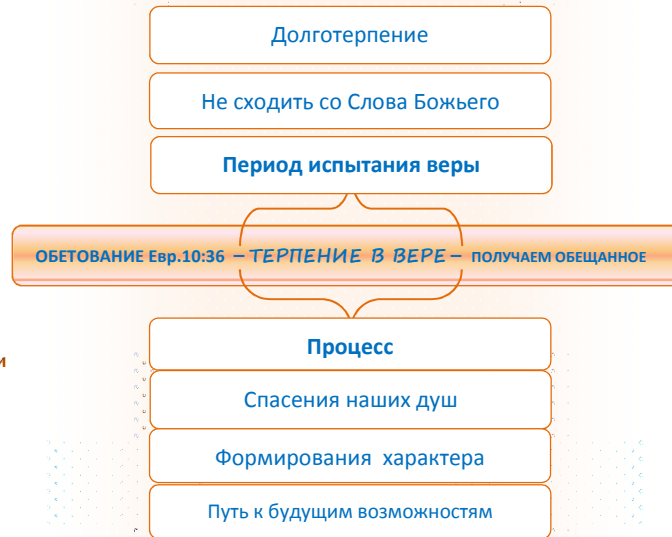 Долготерпение
Не сходить со Слова Божьего
Период испытания веры
ОБЕТОВАНИЕ Евр.10:36 – ТЕРПЕНИЕ В ВЕРЕ – ПОЛУЧАЕМ ОБЕЩАННОЕ
Процесс
и
Спасения наших душ
Формирования характера
Путь к будущим возможностям